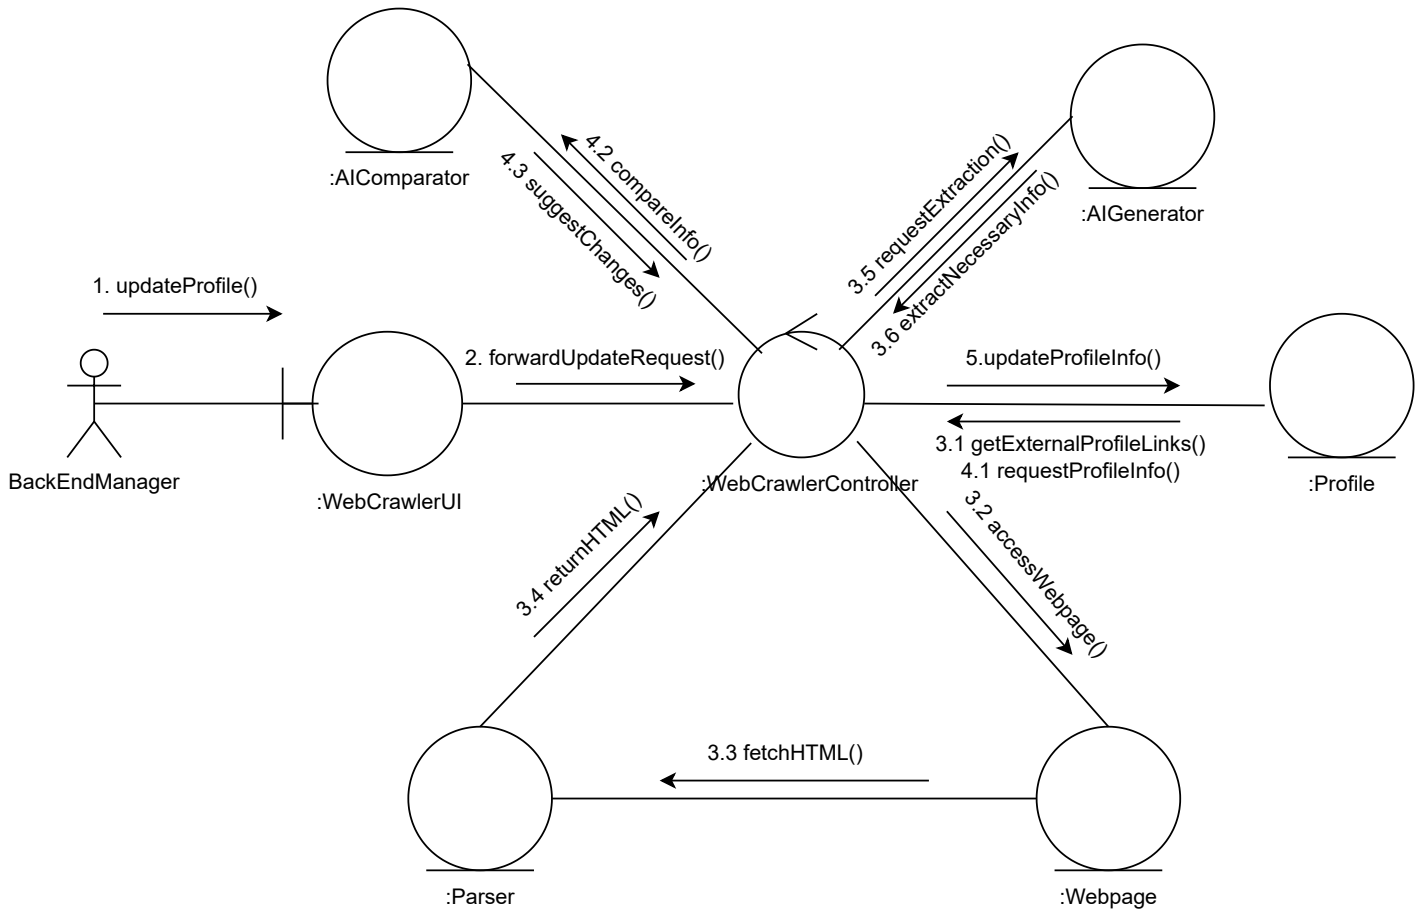 4.2 compareInfo()
4.3 suggestChanges()
:AIComparator
3.5 requestExtraction()
3.6 extractNecessaryInfo()
:AIGenerator
1. updateProfile()
2. forwardUpdateRequest()
5.updateProfileInfo()
3.1 getExternalProfileLinks()
4.1 requestProfileInfo()
BackEndManager
:WebCrawlerUI
:WebCrawlerController
:Profile
3.4 returnHTML()
3.2 accessWebpage()
3.3 fetchHTML()
:Parser
:Webpage